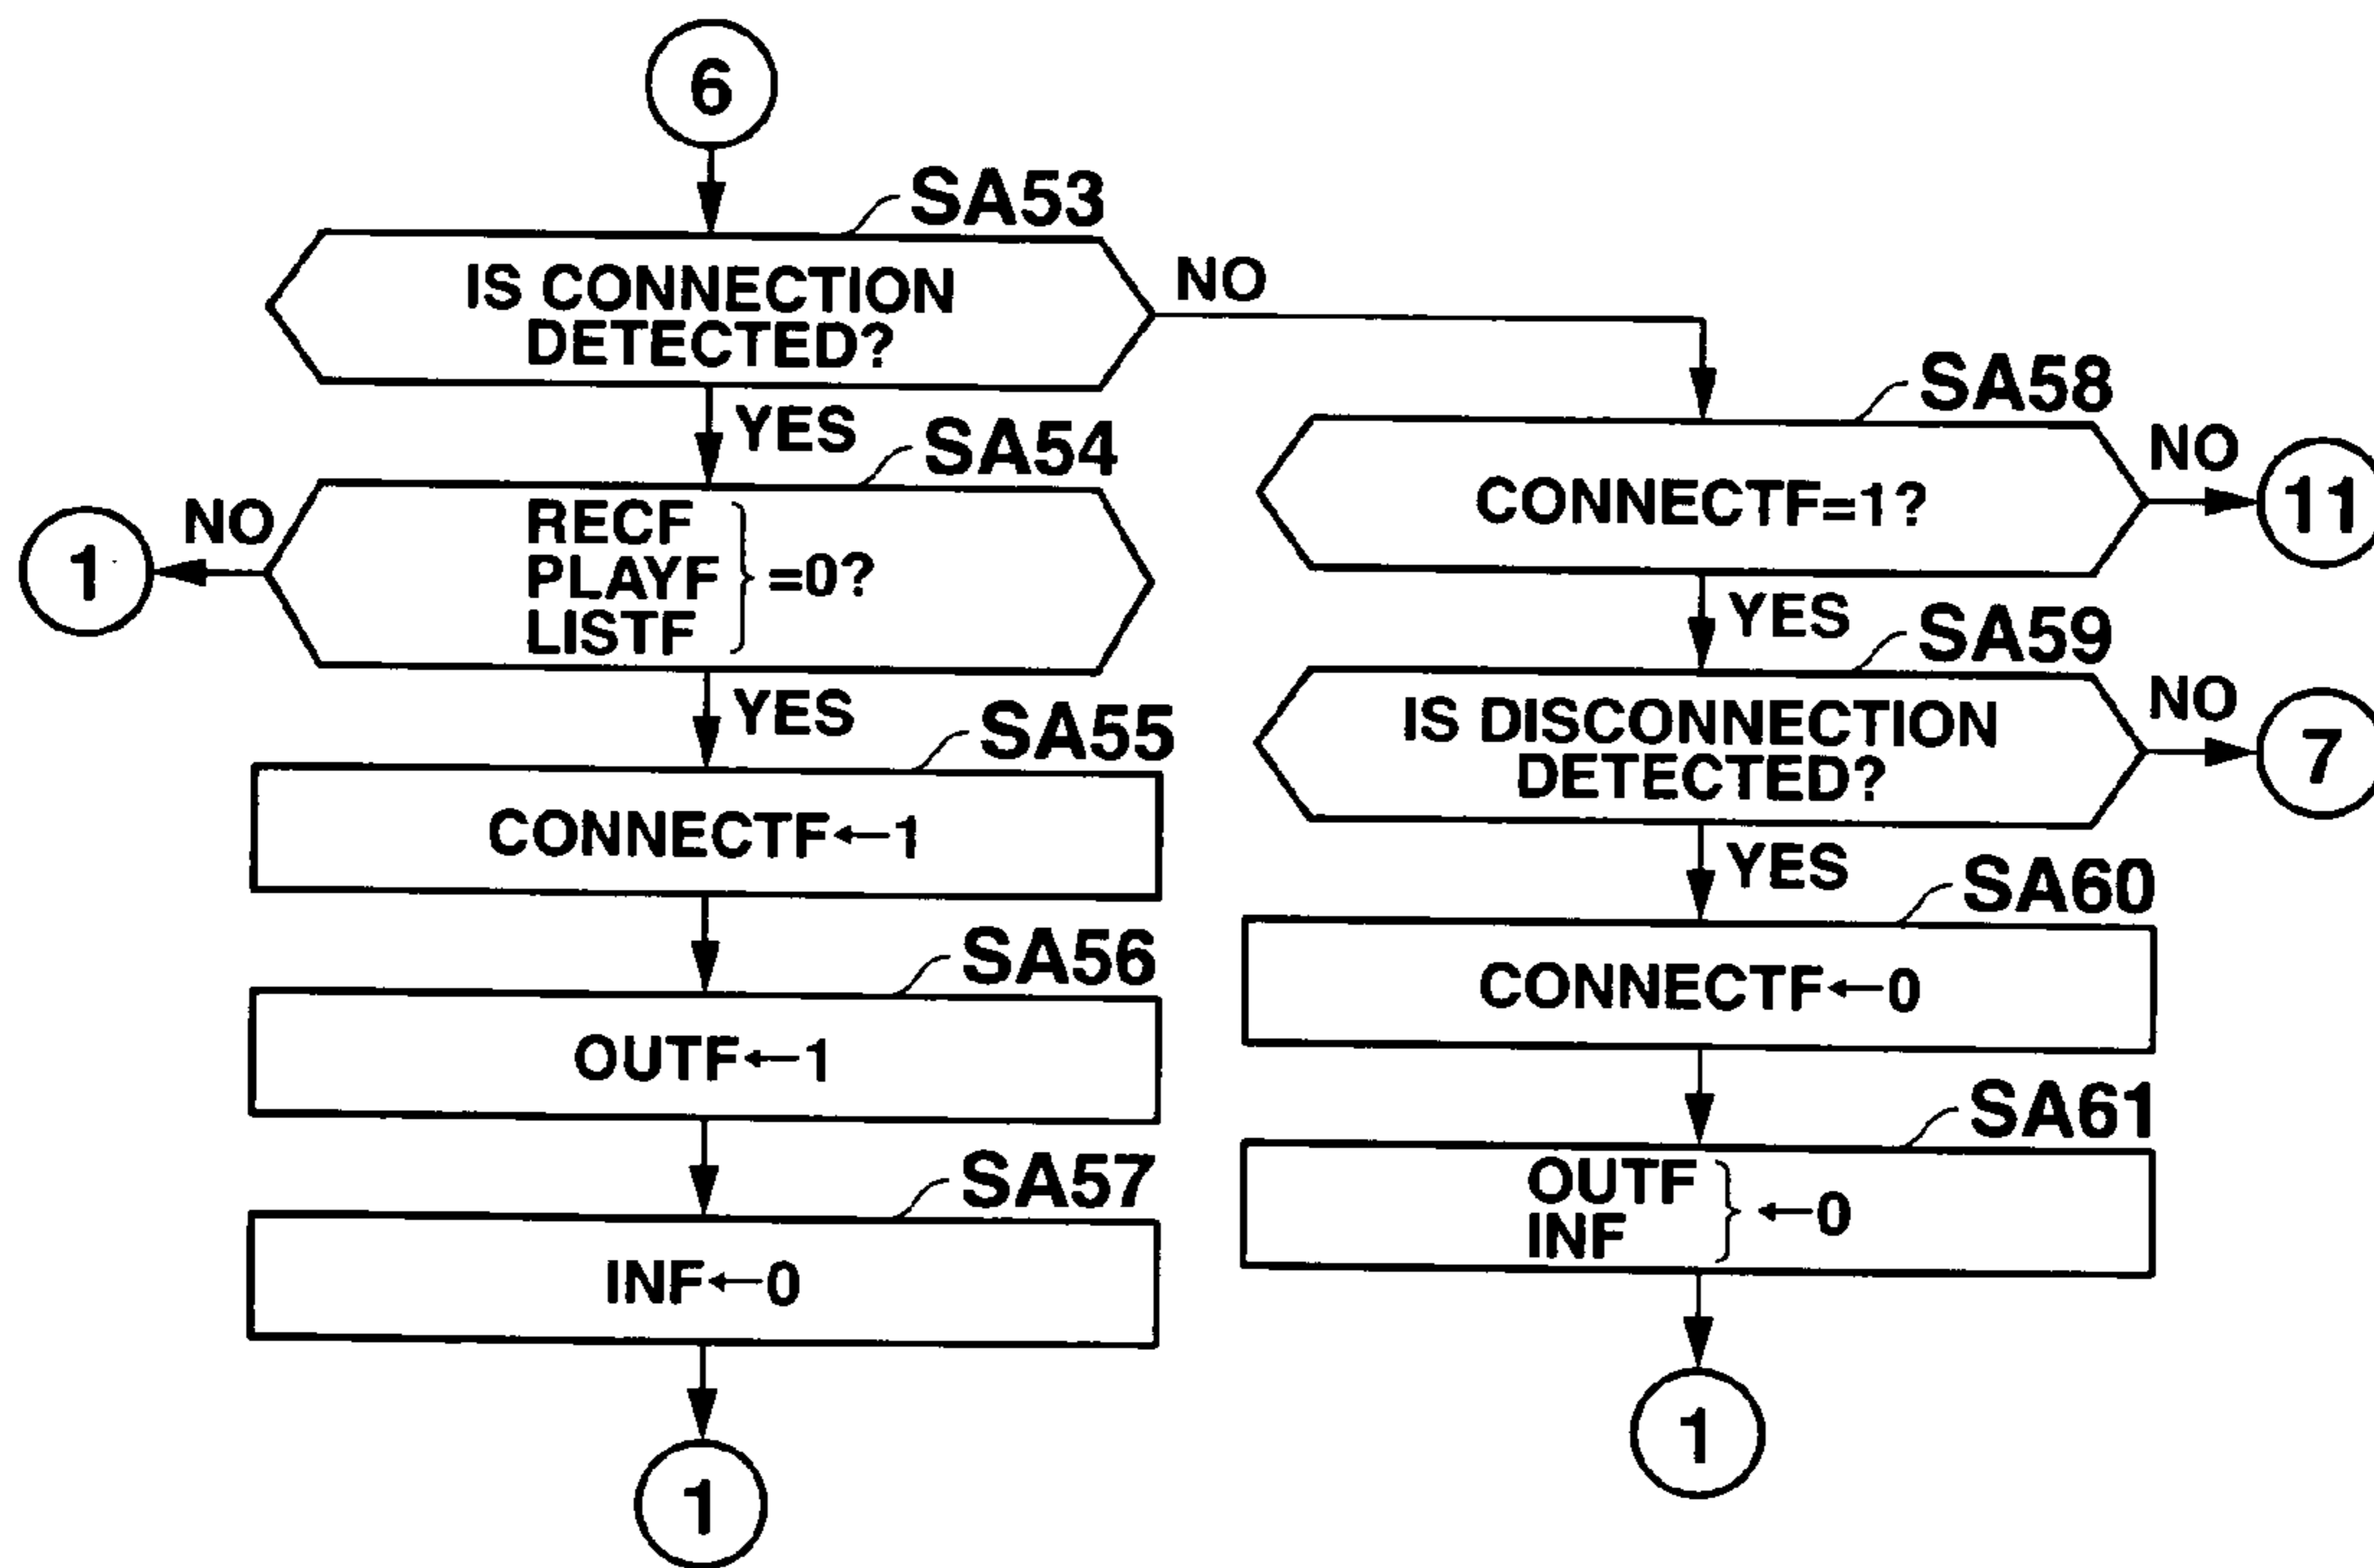 6
SA53
IS CONNECTION
DETECTED?
NO
YES
SA54
NO
1
RECF
PLAYF
LISTF
=0?
YES
SA55
CONNECTF←1
SA56
OUTF←1
SA57
INF←0
1
SA58
CONNECTF=1?
NO
11
YES
SA59
IS DISCONNECTION
DETECTED?
NO
7
YES
SA60
CONNECTF←0
SA61
OUTF
INF
←0
1